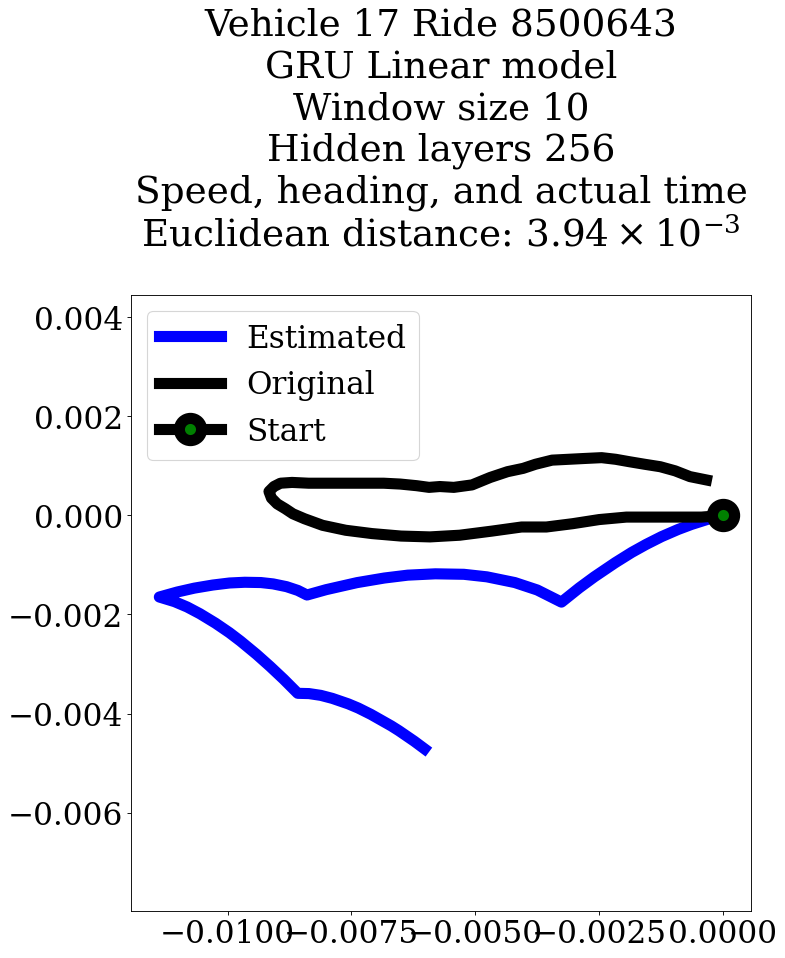 Vehicle 17 Ride 8500643
GRU Linear model
Window size 10
Hidden layers 256
Speed, heading, and actual time
Euclidean distance: 3.94 × 10⁻³
Estimated
Original
Start
0.004
0.002
0.000
−0.002
−0.004
−0.006
−0.0100 −0.0075 −0.0050 −0.0025 0.0000